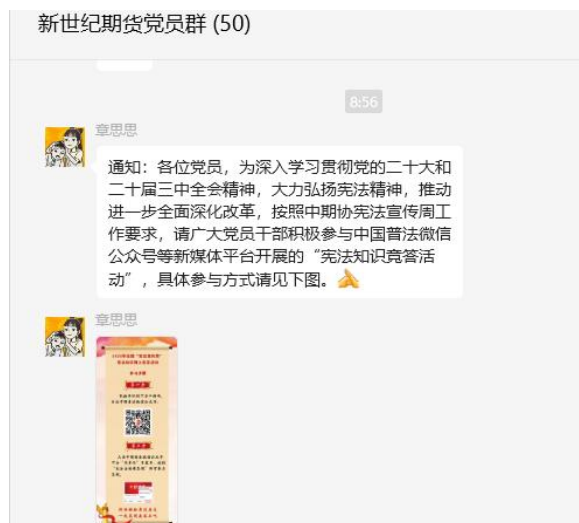 新世纪期货党员群 (50)
8:56
章思思
通知：各位党员，为深入学习贯彻党的二十大和
二十届三中全会精神，大力弘扬宪法精神，推动
进一步全面深化改革，按照中期协宪法宣传周工
作要求，请广大党员干部积极参与中国普法微信
公众号等新媒体平台开展的“宪法知识竞答活
动”，具体参与方式请见下图。
章思思